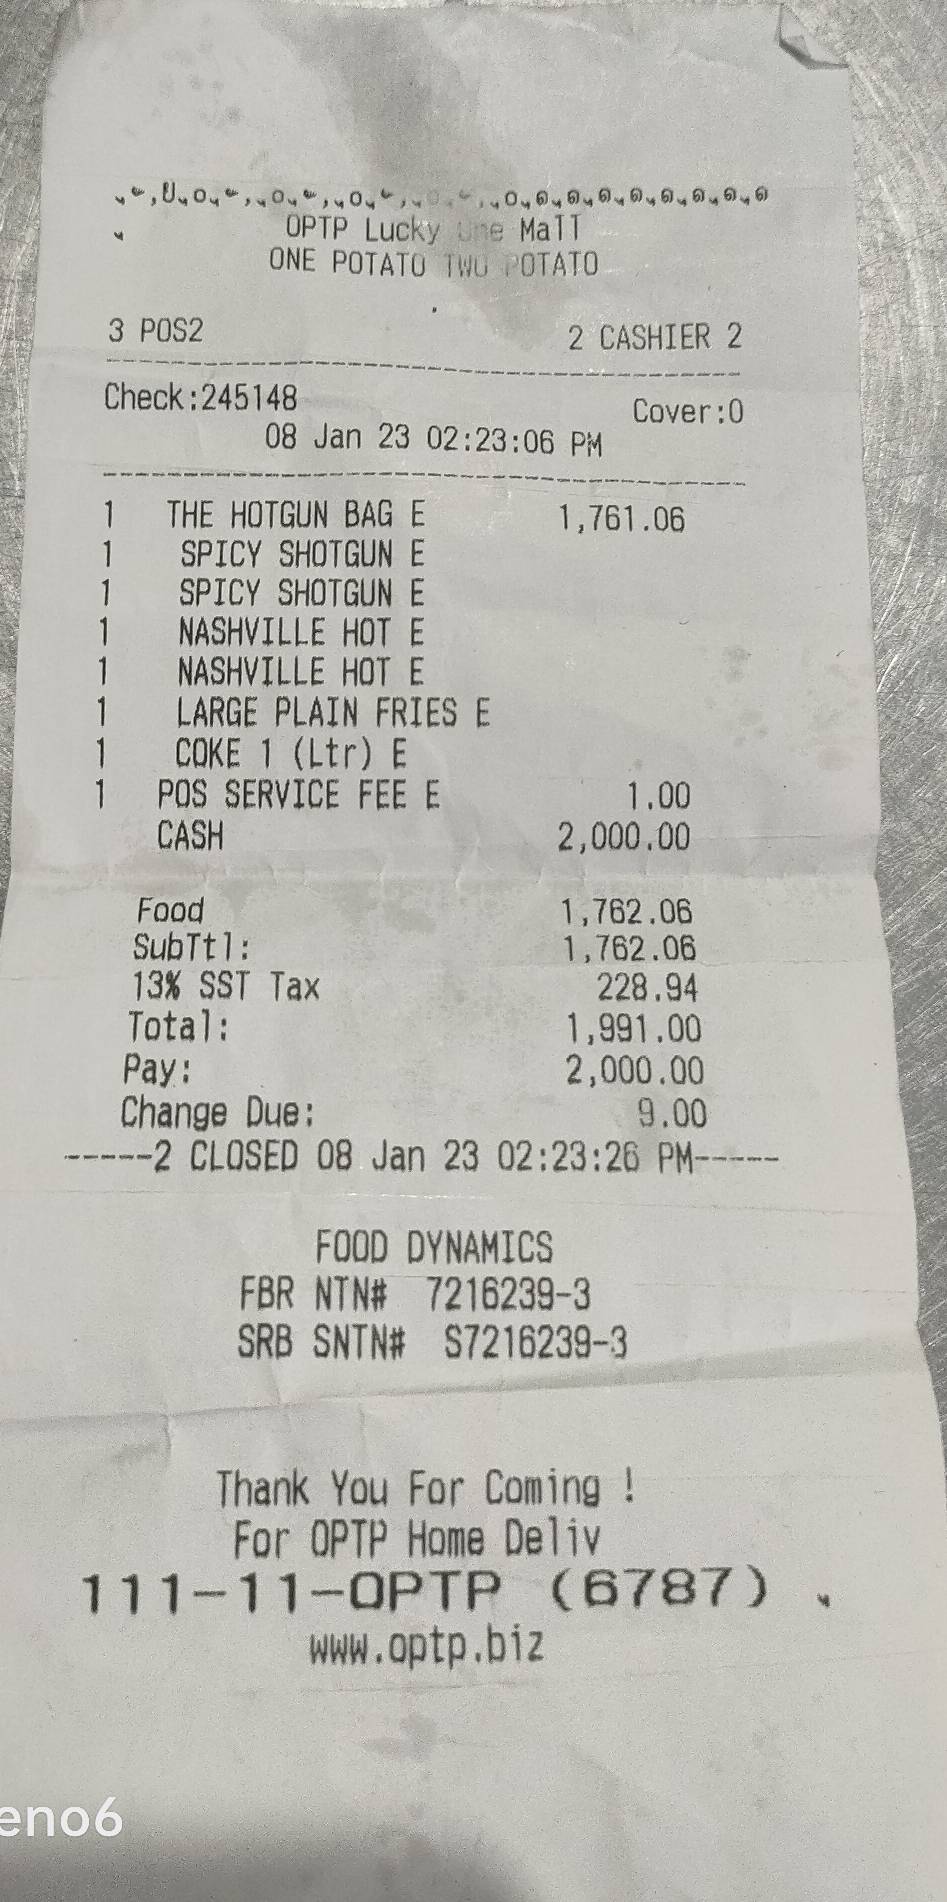 OPTP Lucky One Mall
ONE POTATO TWO POTATO
3 POS2 2 CASHIER 2
Check:245148 Cover:0
08 Jan 23 02:23:06 PM
1 THE HOTGUN BAG E 1,761.06
1 SPICY SHOTGUN E
1 SPICY SHOTGUN E
1 NASHVILLE HOT E
1 NASHVILLE HOT E
1 LARGE PLAIN FRIES E
1 COKE 1 (Ltr) E
1 POS SERVICE FEE E 1.00
CASH 2,000.00
Food 1,762.06
SubTtl: 1,762.06
13% SST Tax 228.94
Total: 1,991.00
Pay: 2,000.00
Change Due: 9.00
-----2 CLOSED 08 Jan 23 02:23:26 PM-----
FOOD DYNAMICS
FBR NTN# 7216239-3
SRB SNTN# S7216239-3
Thank You For Coming !
For OPTP Home Deliv
111-11-OPTP (6787)
www.optp.biz
eno6